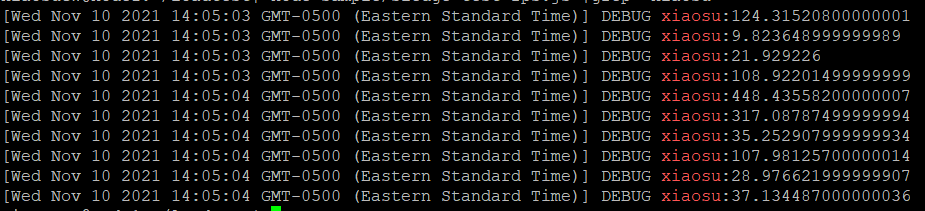 [Wed Nov 10 2021 14:05:03 GMT-0500 (Eastern Standard Time)] DEBUG xiaosu:124.31520800000001
[Wed Nov 10 2021 14:05:03 GMT-0500 (Eastern Standard Time)] DEBUG xiaosu:9.823648999999989
[Wed Nov 10 2021 14:05:03 GMT-0500 (Eastern Standard Time)] DEBUG xiaosu:21.929226
[Wed Nov 10 2021 14:05:03 GMT-0500 (Eastern Standard Time)] DEBUG xiaosu:108.92201499999999
[Wed Nov 10 2021 14:05:04 GMT-0500 (Eastern Standard Time)] DEBUG xiaosu:448.43558200000007
[Wed Nov 10 2021 14:05:04 GMT-0500 (Eastern Standard Time)] DEBUG xiaosu:317.08787499999994
[Wed Nov 10 2021 14:05:04 GMT-0500 (Eastern Standard Time)] DEBUG xiaosu:35.252907999999934
[Wed Nov 10 2021 14:05:04 GMT-0500 (Eastern Standard Time)] DEBUG xiaosu:107.98125700000014
[Wed Nov 10 2021 14:05:04 GMT-0500 (Eastern Standard Time)] DEBUG xiaosu:28.976621999999907
[Wed Nov 10 2021 14:05:04 GMT-0500 (Eastern Standard Time)] DEBUG xiaosu:37.134487000000036